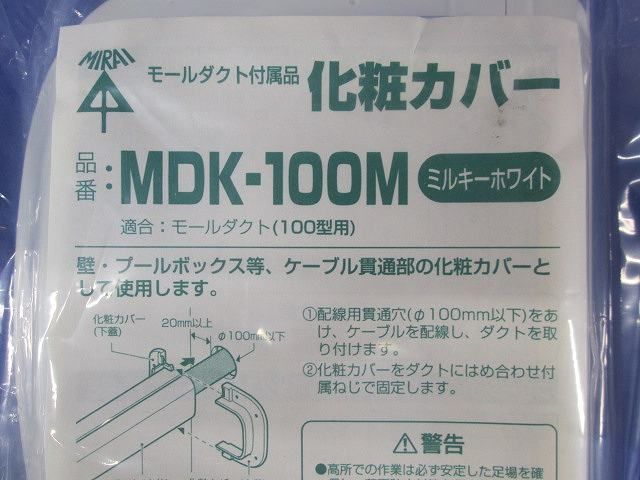 MIRAI
モールダクト付属品 化粧カバー
品番: MDK-100M ミルキーホワイト
適合:モールダクト(100型用)
壁・プールボックス等、ケーブル貫通部の化粧カバーと
して使用します。
化粧カバー
(下蓋)
20mm以上
φ100mm以下
①配線用貫通穴(φ100mm以下)をあ
け、ケーブルを配線し、ダクトを取
り付けます。
②化粧カバーをダクトにはめ合わせ付
属ねじで固定します。
警告
●高所での作業は必ず安定した足場を確